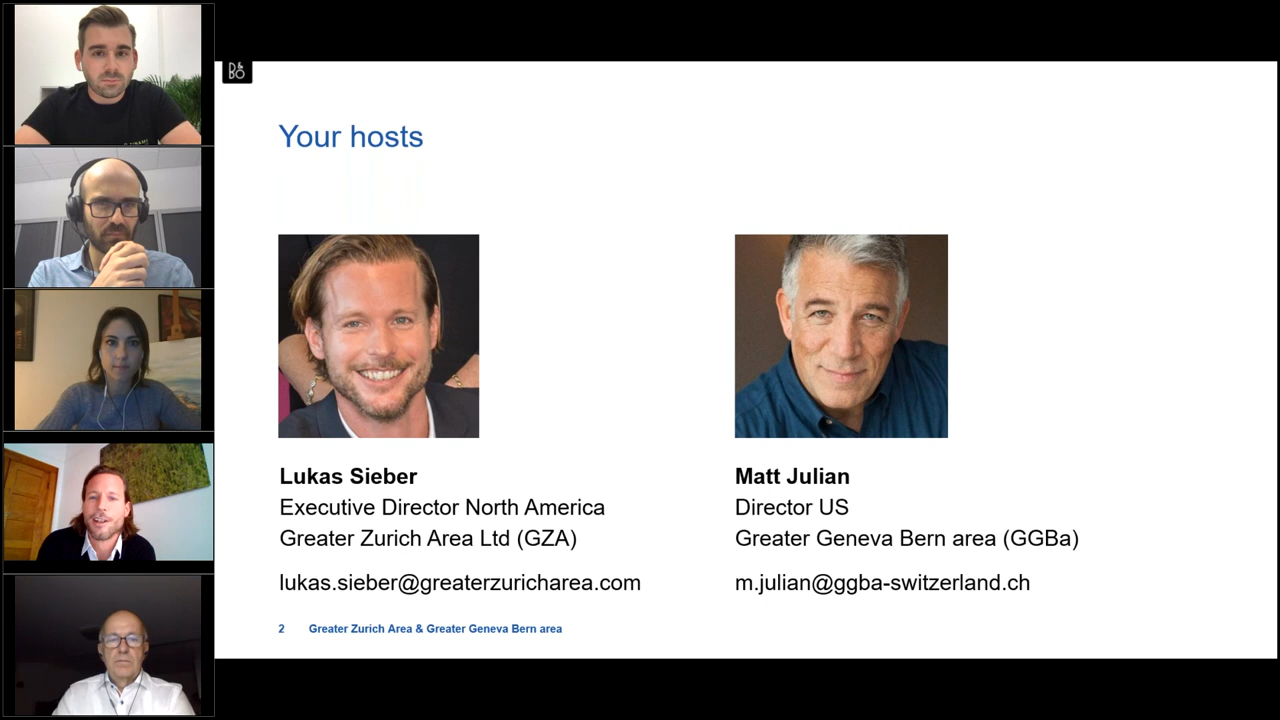 D&
BO
Your hosts
Lukas Sieber
Executive Director North America
Greater Zurich Area Ltd (GZA)
lukas.sieber@greaterzuricharea.com
Matt Julian
Director US
Greater Geneva Bern area (GGBa)
m.julian@ggba-switzerland.ch
2 Greater Zurich Area & Greater Geneva Bern area